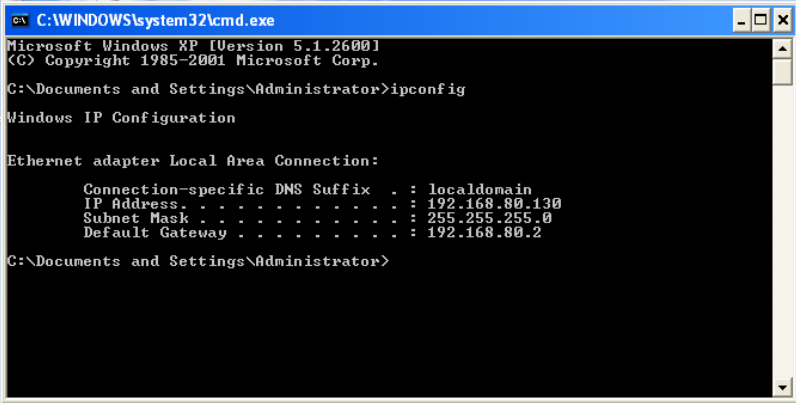 C:\WINDOWS\system32\cmd.exe
Microsoft Windows XP [Version 5.1.2600]
(C) Copyright 1985-2001 Microsoft Corp.
C:\Documents and Settings\Administrator>ipconfig
Windows IP Configuration
Ethernet adapter Local Area Connection:
Connection-specific DNS Suffix  . : localdomain
IP Address. . . . . . . . . . . . : 192.168.80.130
Subnet Mask . . . . . . . . . . . : 255.255.255.0
Default Gateway . . . . . . . . . : 192.168.80.2
C:\Documents and Settings\Administrator>